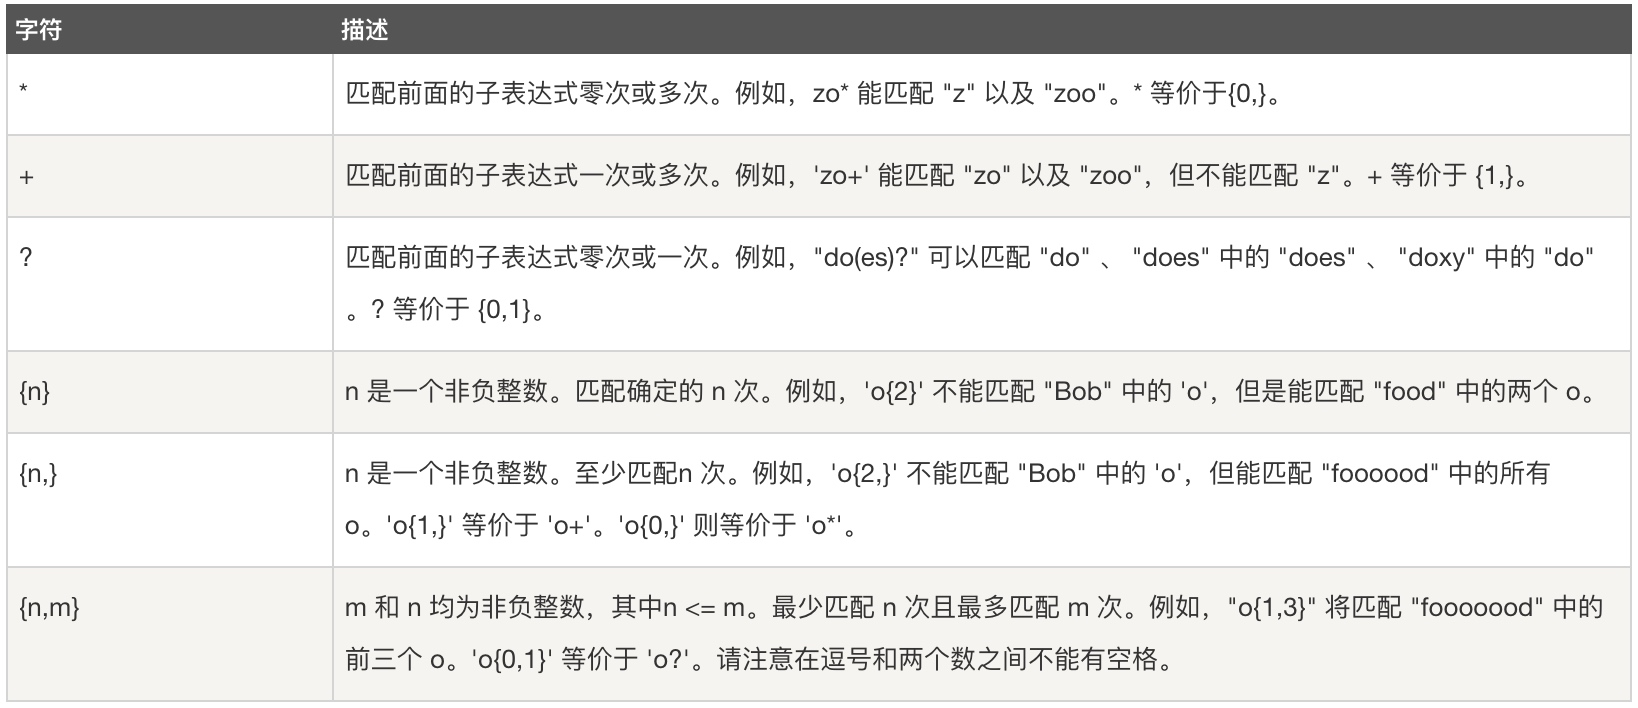 字符 描述
* 匹配前面的子表达式零次或多次。例如，zo* 能匹配 "z" 以及 "zoo"。* 等价于{0,}。
+ 匹配前面的子表达式一次或多次。例如，'zo+' 能匹配 "zo" 以及 "zoo"，但不能匹配 "z"。+ 等价于 {1,}。
? 匹配前面的子表达式零次或一次。例如，"do(es)?" 可以匹配 "do" 、 "does" 中的 "does" 、 "doxy" 中的 "do"
。? 等价于 {0,1}。
{n} n 是一个非负整数。匹配确定的 n 次。例如，'o{2}' 不能匹配 "Bob" 中的 'o'，但是能匹配 "food" 中的两个 o。
{n,} n 是一个非负整数。至少匹配n 次。例如，'o{2,}' 不能匹配 "Bob" 中的 'o'，但能匹配 "foooood" 中的所有
o。'o{1,}' 等价于 'o+'。'o{0,}' 则等价于 'o*'。
{n,m} m 和 n 均为非负整数，其中n <= m。最少匹配 n 次且最多匹配 m 次。例如，"o{1,3}" 将匹配 "fooooood" 中的
前三个 o。'o{0,1}' 等价于 'o?'。请注意在逗号和两个数之间不能有空格。